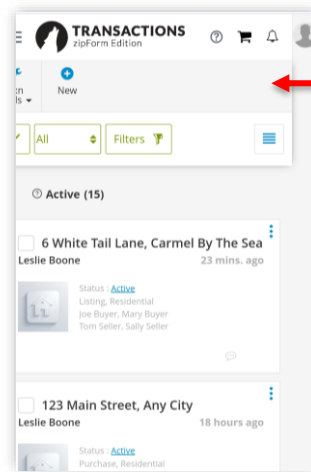 TRANSACTIONS
zipForm Edition
New
ls
All
Filters
Active (15)
6 White Tail Lane, Carmel By The Sea
Leslie Boone
23 mins. ago
Status : Active
Listing, Residential
Joe Buyer, Mary Buyer
Tom Seller, Sally Seller
123 Main Street, Any City
Leslie Boone
18 hours ago
Status : Active
Purchase, Residential